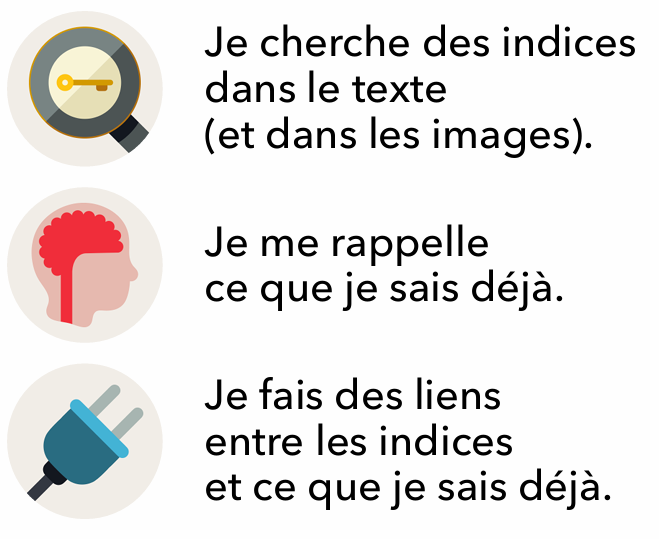 Je cherche des indices
dans le texte
(et dans les images).
Je me rappelle
ce que je sais déjà.
Je fais des liens
entre les indices
et ce que je sais déjà.